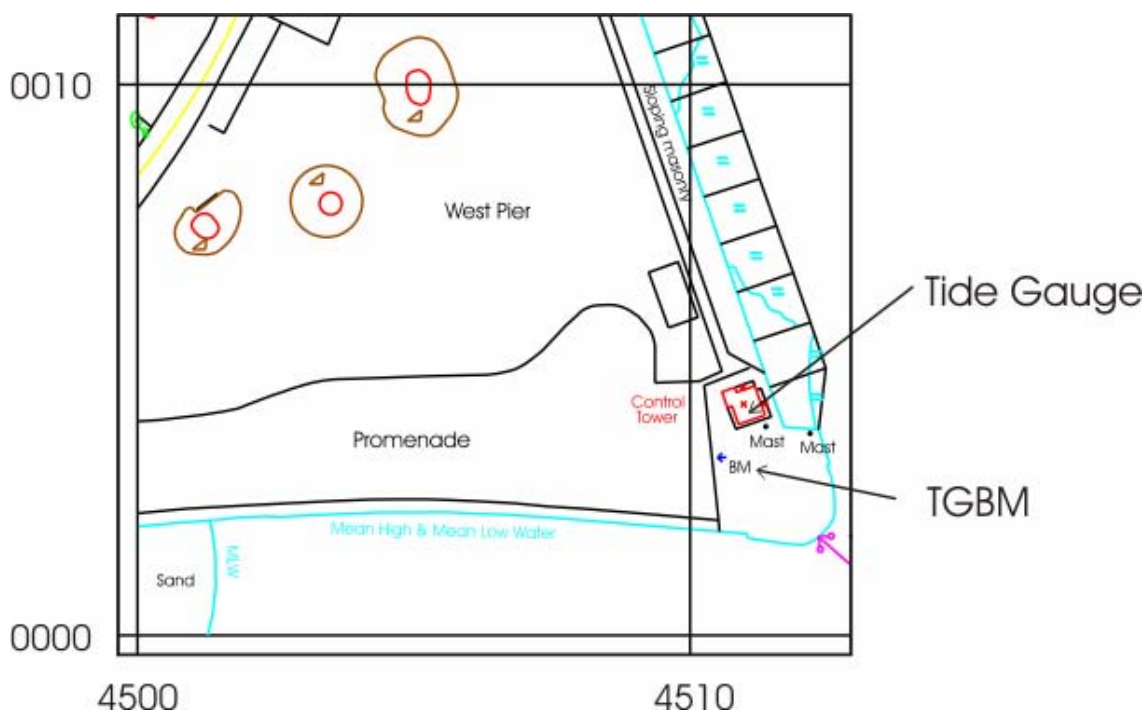 0010
Sloping masonry
West Pier
Tide Gauge
Control
Tower
Promenade
Mast
Mast
BM
TGBM
Mean High & Mean Low Water
MLW
Sand
0000
4500
4510